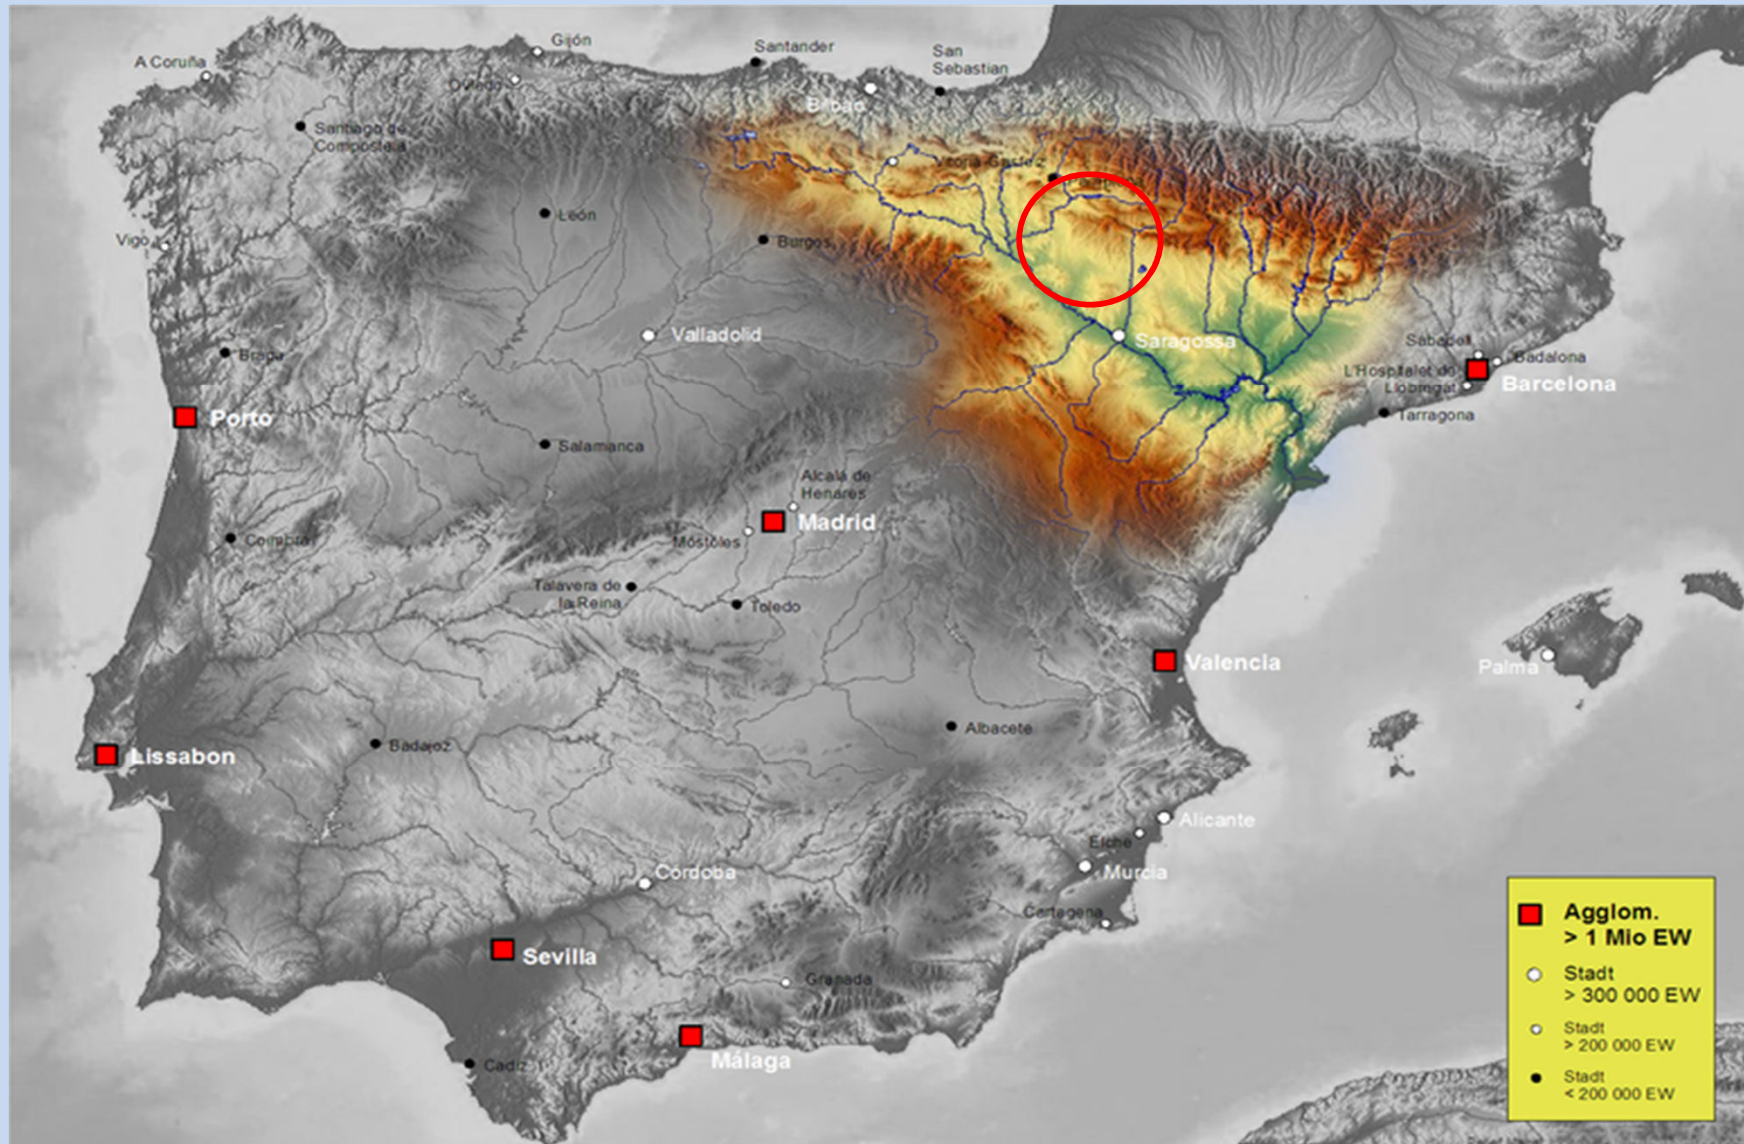 Gijón
Santander
San
Sebastian
A Coruña
Oviedo
Bilbao
Santiago de
Compostela
Vitoria-Gasteiz
León
Vigo
Burgos
Valladolid
Saragossa
Braga
Sabadell
Badalona
L'Hospitalet de
Llobregat
Barcelona
Porto
Tarragona
Salamanca
Alcalá de
Henares
Madrid
Móstoles
Coimbra
Talavera de
la Reina
Toledo
Valencia
Palma
Albacete
Badajoz
Lissabon
Alicante
Elche
Murcia
Córdoba
Cartagena
Sevilla
Granada
Málaga
Cadiz
Agglom.
> 1 Mio EW
Stadt
> 300 000 EW
Stadt
> 200 000 EW
Stadt
< 200 000 EW